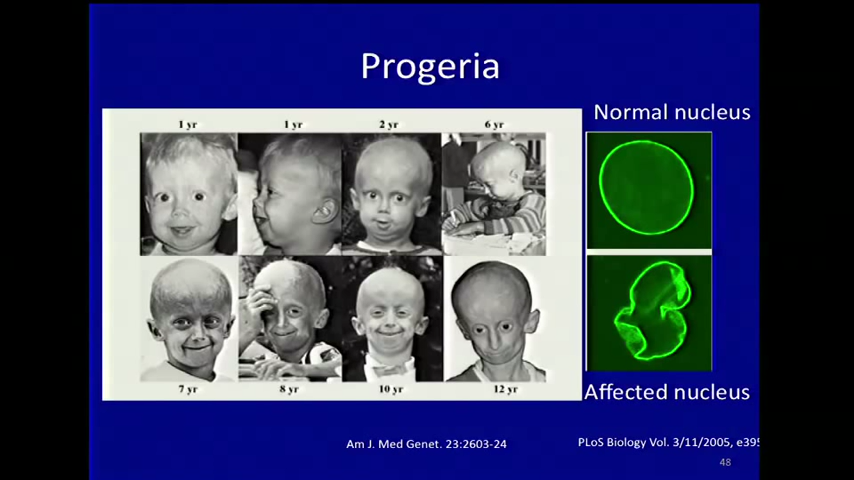 Progeria
1 yr
1 yr
2 yr
6 yr
7 yr
8 yr
10 yr
12 yr
Normal nucleus
Affected nucleus
Am J. Med Genet. 23:2603-24
PLoS Biology Vol. 3/11/2005, e395
48